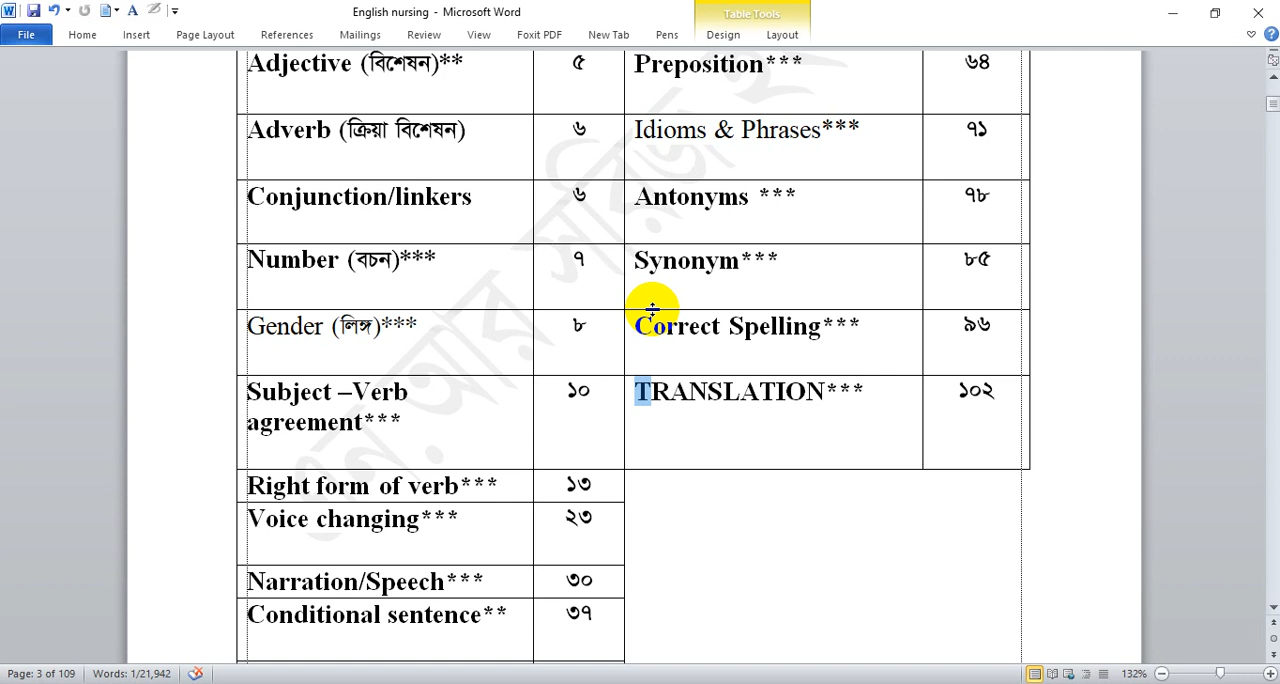 English nursing - Microsoft Word
Table Tools
File Home Insert Page Layout References Mailings Review View Foxit PDF New Tab Pens Design Layout
Adjective (বিশেষন)** ৫ Preposition*** ৬৪
Adverb (ক্রিয়া বিশেষন) ৬ Idioms & Phrases*** ৭১
Conjunction/linkers ৬ Antonyms *** ৭৮
Number (বচন)*** ৭ Synonym*** ৮৫
Gender (লিঙ্গ)*** ৮ Correct Spelling*** ৯৬
Subject –Verb ১০ TRANSLATION*** ১০২
agreement***
Right form of verb*** ১৩
Voice changing*** ২৩
Narration/Speech*** ৩০
Conditional sentence** ৩৭
Page: 3 of 109 Words: 1/21,942 132%